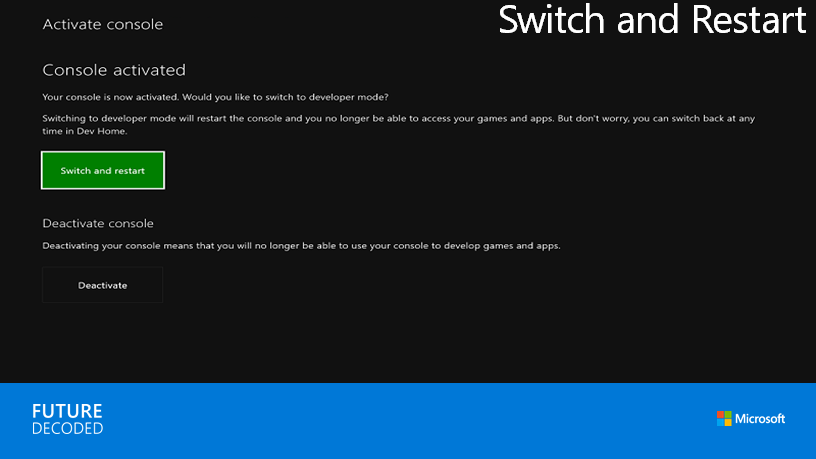 Switch and Restart
Activate console
Console activated
Your console is now activated. Would you like to switch to developer mode?
Switching to developer mode will restart the console and you no longer be able to access your games and apps. But don't worry, you can switch back at any
time in Dev Home.
Switch and restart
Deactivate console
Deactivating your console means that you will no longer be able to use your console to develop games and apps.
Deactivate
FUTURE
DECODED
Microsoft